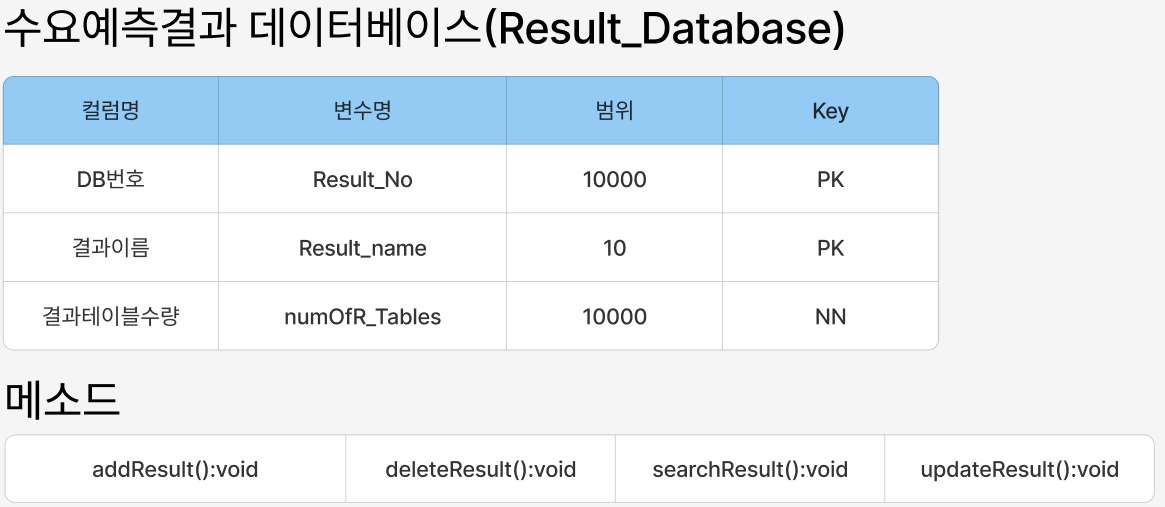 수요예측결과 데이터베이스(Result_Database)
컬럼명 변수명 범위 Key
DB번호 Result_No 10000 PK
결과이름 Result_name 10 PK
결과테이블수량 numOfR_Tables 10000 NN
메소드
addResult():void deleteResult():void searchResult():void updateResult():void